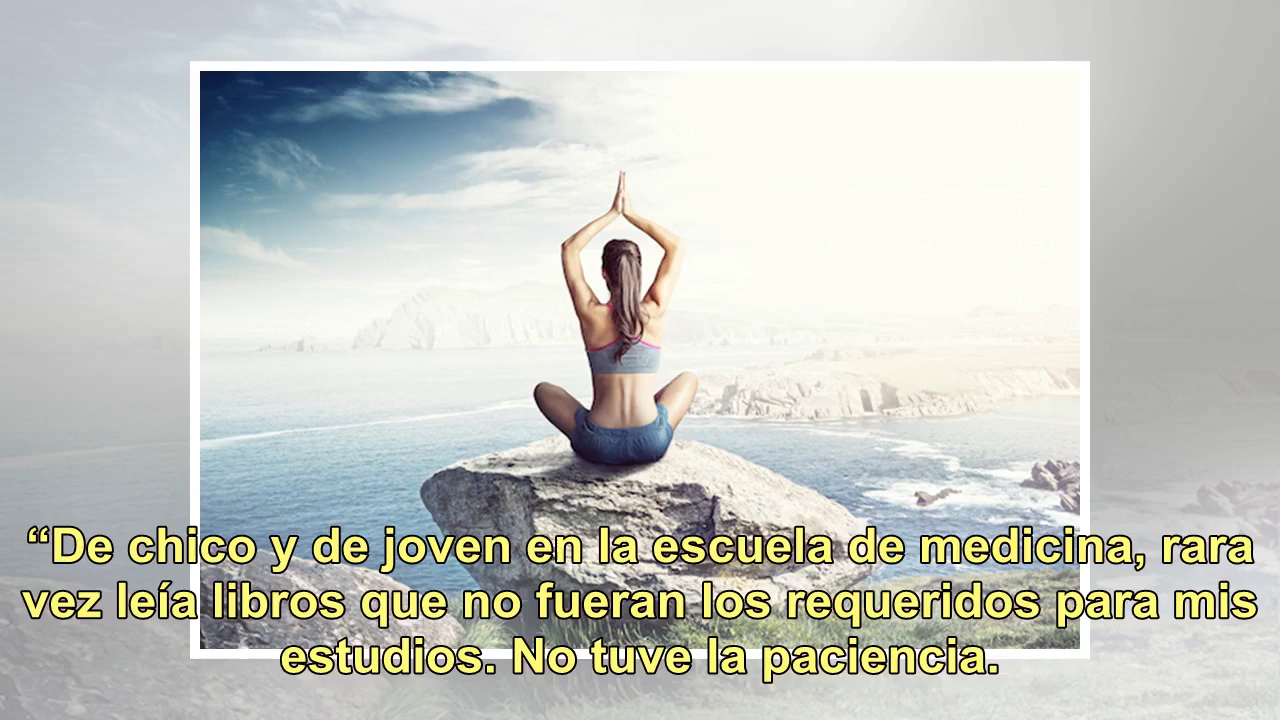 “De chico y de joven en la escuela de medicina, rara
vez leía libros que no fueran los requeridos para mis
estudios. No tuve la paciencia.